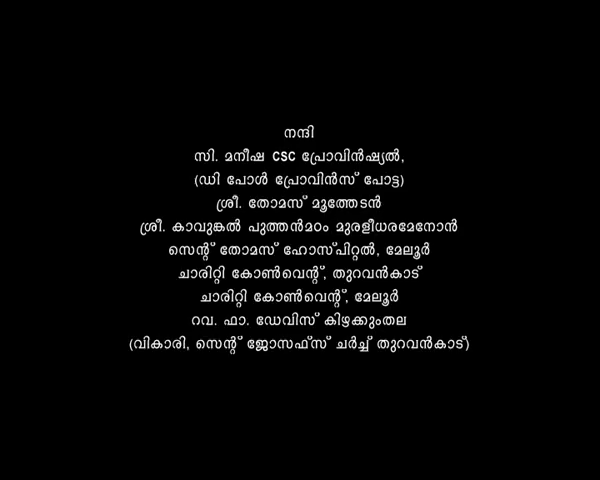 നന്ദി
സി. മനീഷ CSC പ്രോവിൻഷ്യൽ,
(ഡി പോൾ പ്രോവിൻസ് പോട്ട)
ശ്രീ. തോമസ് മൂത്തേടൻ
ശ്രീ. കാവുങ്കൽ പുത്തൻമഠം മുരളീധരമേനോൻ
സെന്റ് തോമസ് ഹോസ്പിറ്റൽ, മേലൂർ
ചാരിറ്റി കോൺവെന്റ്, തുറവൻകാട്
ചാരിറ്റി കോൺവെന്റ്, മേലൂർ
റവ. ഫാ. ഡേവിസ് കിഴക്കുംതല
(വികാരി, സെന്റ് ജോസഫ്സ് ചർച്ച് തുറവൻകാട്)